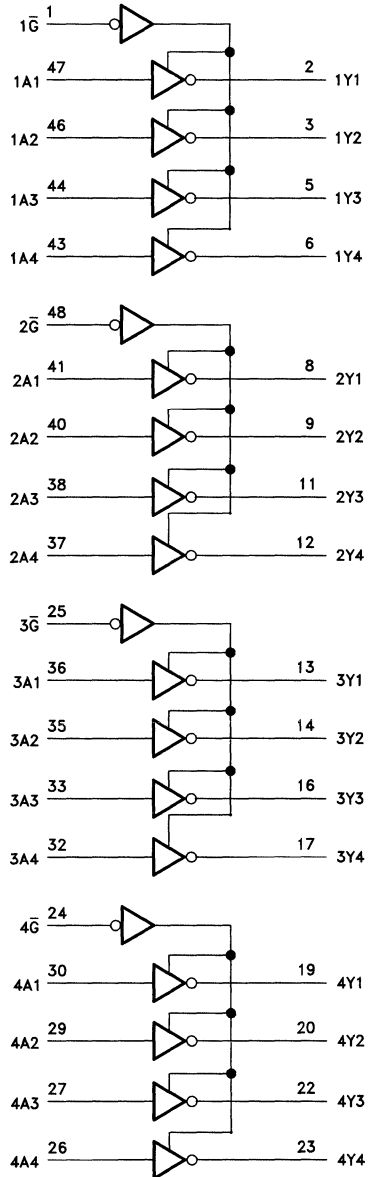 1G̅ 1
1A1 47 2 1Y1
1A2 46 3 1Y2
1A3 44 5 1Y3
1A4 43 6 1Y4
2G̅ 48
2A1 41 8 2Y1
2A2 40 9 2Y2
2A3 38 11 2Y3
2A4 37 12 2Y4
3G̅ 25
3A1 36 13 3Y1
3A2 35 14 3Y2
3A3 33 16 3Y3
3A4 32 17 3Y4
4G̅ 24
4A1 30 19 4Y1
4A2 29 20 4Y2
4A3 27 22 4Y3
4A4 26 23 4Y4